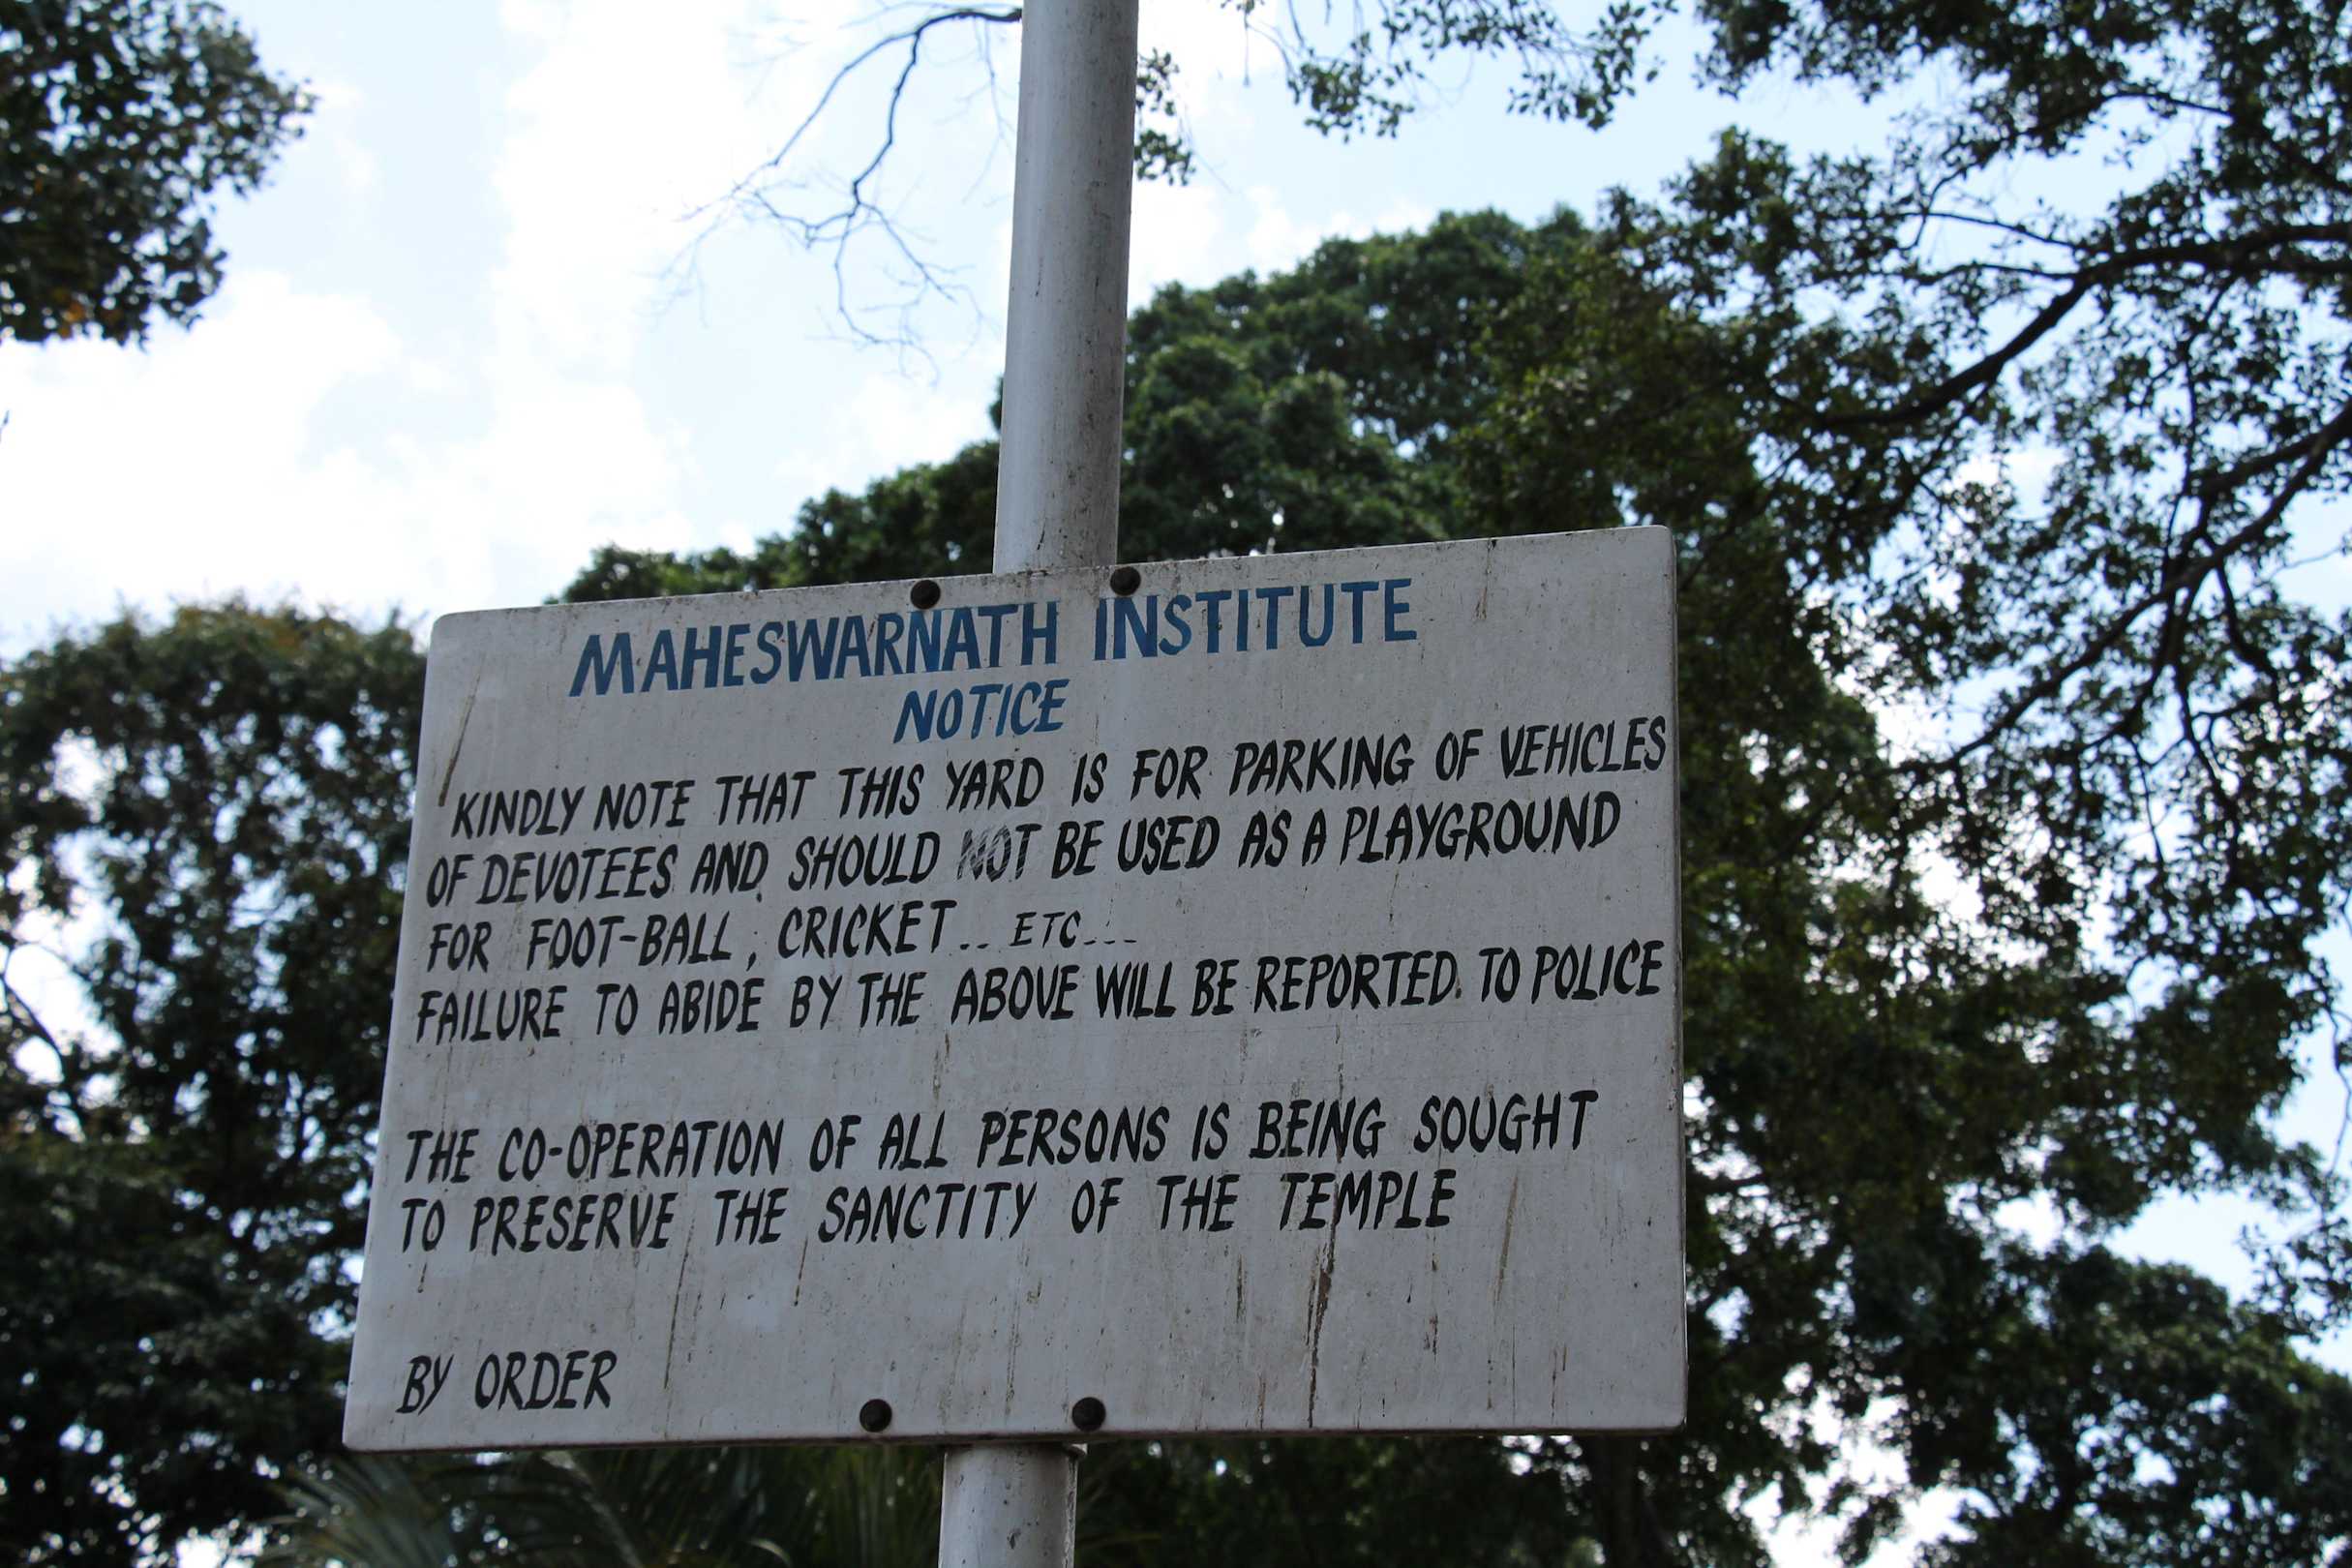 MAHESWARNATH INSTITUTE
NOTICE
KINDLY NOTE THAT THIS YARD IS FOR PARKING OF VEHICLES
OF DEVOTEES AND SHOULD NOT BE USED AS A PLAYGROUND
FOR FOOT-BALL, CRICKET.. ETC...
FAILURE TO ABIDE BY THE ABOVE WILL BE REPORTED. TO POLICE
THE CO-OPERATION OF ALL PERSONS IS BEING SOUGHT
TO PRESERVE THE SANCTITY OF THE TEMPLE
BY ORDER